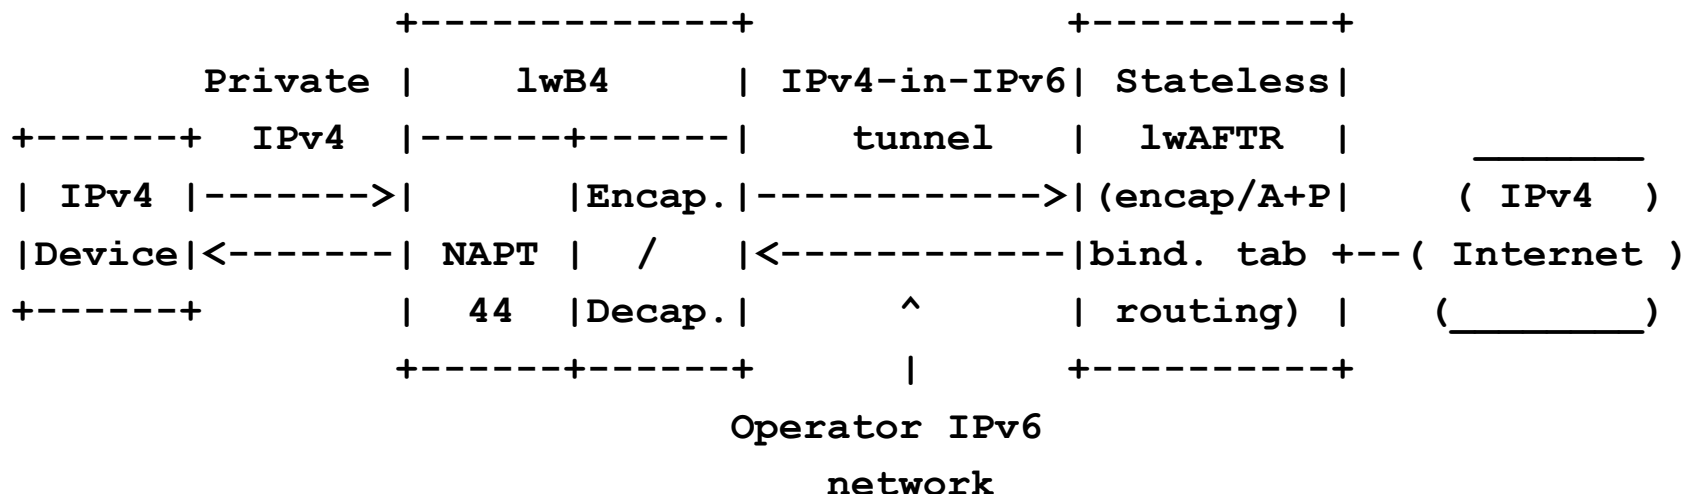 +-------------+             +----------+
        Private |    lwB4     | IPv4-in-IPv6| Stateless|
+------+  IPv4  |------+------|    tunnel   |  lwAFTR  |     _______
| IPv4 |------->|      |Encap.|------------>|(encap/A+P|    ( IPv4  )
|Device|<-------| NAPT |  /   |<------------|bind. tab +--( Internet )
+------+        |  44  |Decap.|      ^      | routing) |   (________)
                +------+------+      |      +----------+
                              Operator IPv6
                                  network